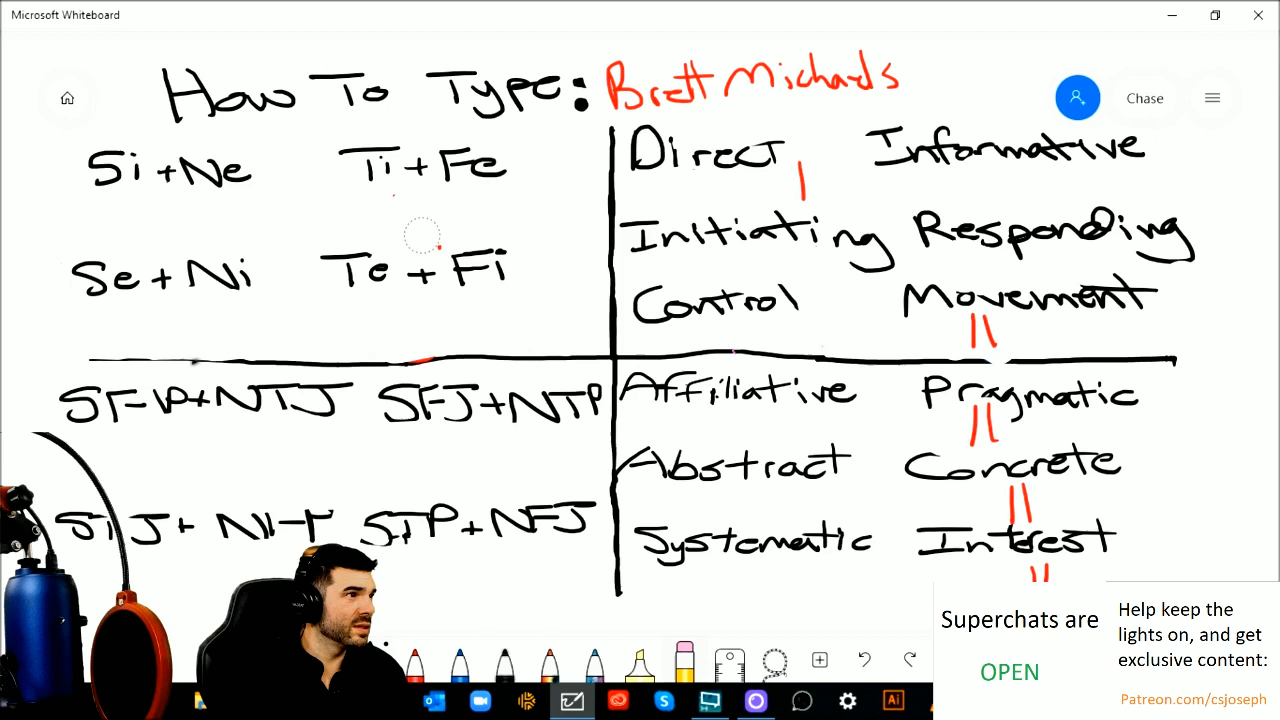 Microsoft Whiteboard
How To Type: Brett Michaels
Chase
Si + Ne Ti + Fe
Se + Ni Te + Fi
Direct Informative
Initiating Responding
Control Movement
SFP + NTJ SFJ + NTP
STJ + NFP STP + NFJ
Affiliative Pragmatic
Abstract Concrete
Systematic Interest
Superchats are
OPEN
Help keep the
lights on, and get
exclusive content:
Patreon.com/csjoseph